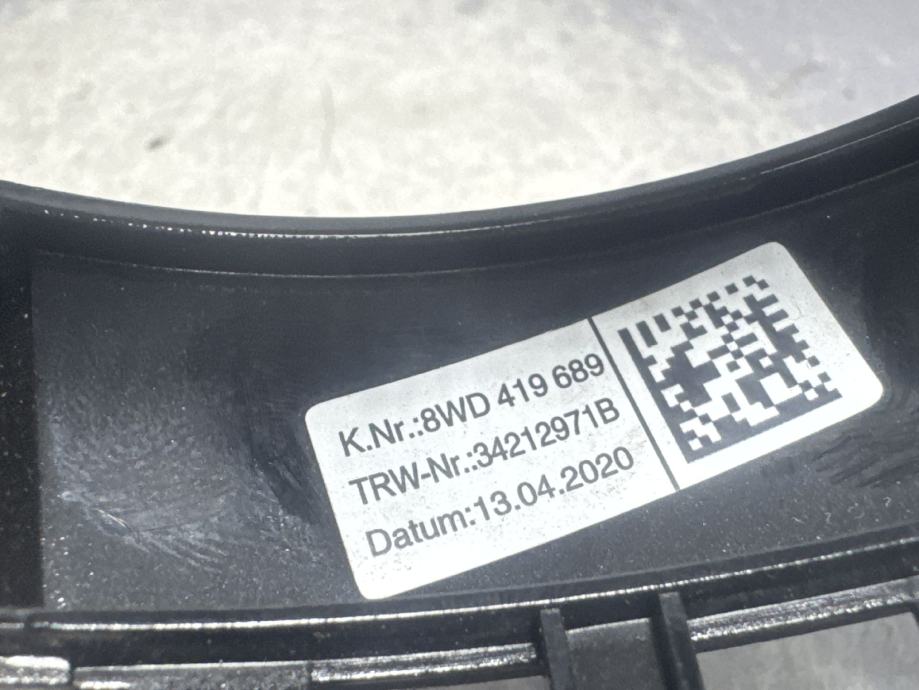 K.Nr.:8WD 419 689
TRW-Nr.:34212971B
Datum:13.04.2020